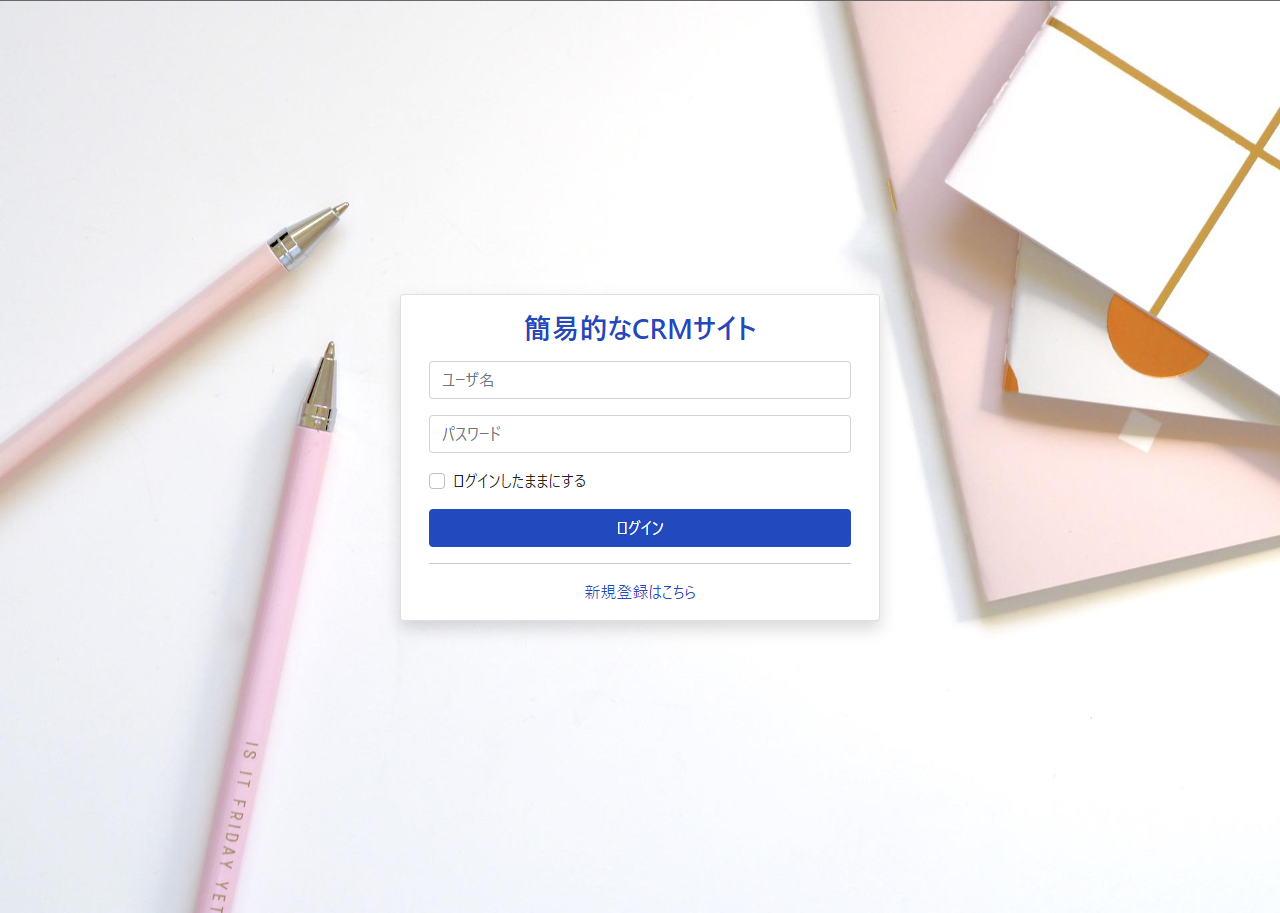 簡易的なCRMサイト
ユーザ名
パスワード
ログインしたままにする
ログイン
新規登録はこちら
IS IT FRIDAY YET